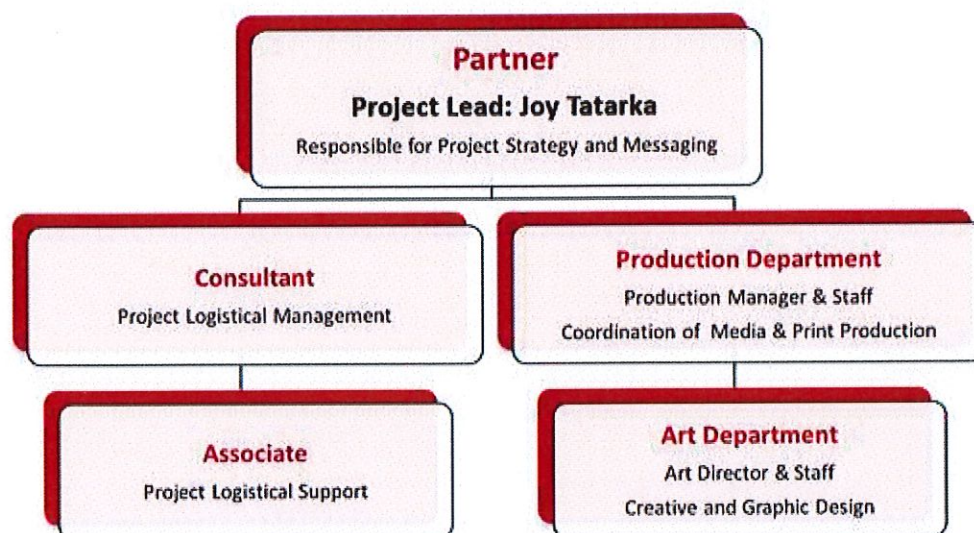 Partner
Project Lead: Joy Tatarka
Responsible for Project Strategy and Messaging
Consultant
Project Logistical Management
Production Department
Production Manager & Staff
Coordination of Media & Print Production
Associate
Project Logistical Support
Art Department
Art Director & Staff
Creative and Graphic Design